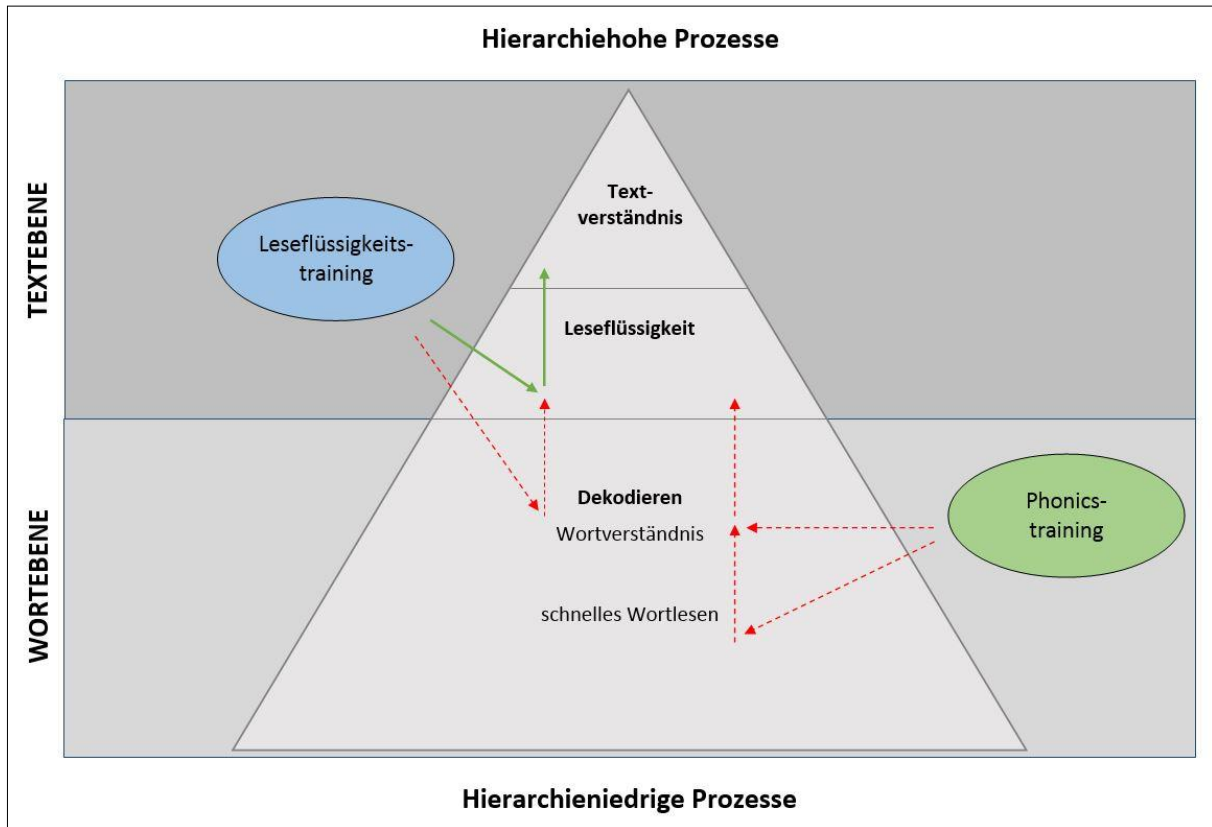 Hierarchiehohe Prozesse
TEXTEBENE
Text-
verständnis
Leseflüssigkeits-
training
Leseflüssigkeit
WORTEBENE
Dekodieren
Wortverständnis
schnelles Wortlesen
Phonics-
training
Hierarchieniedrige Prozesse